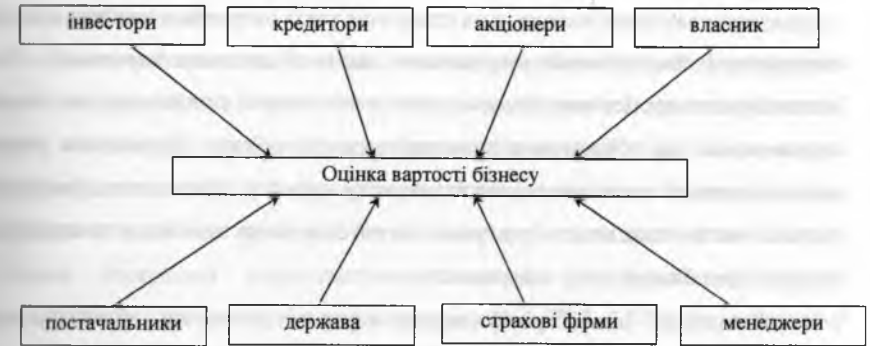 інвестори
кредитори
акціонери
власник
Оцінка вартості бізнесу
постачальники
держава
страхові фірми
менеджери